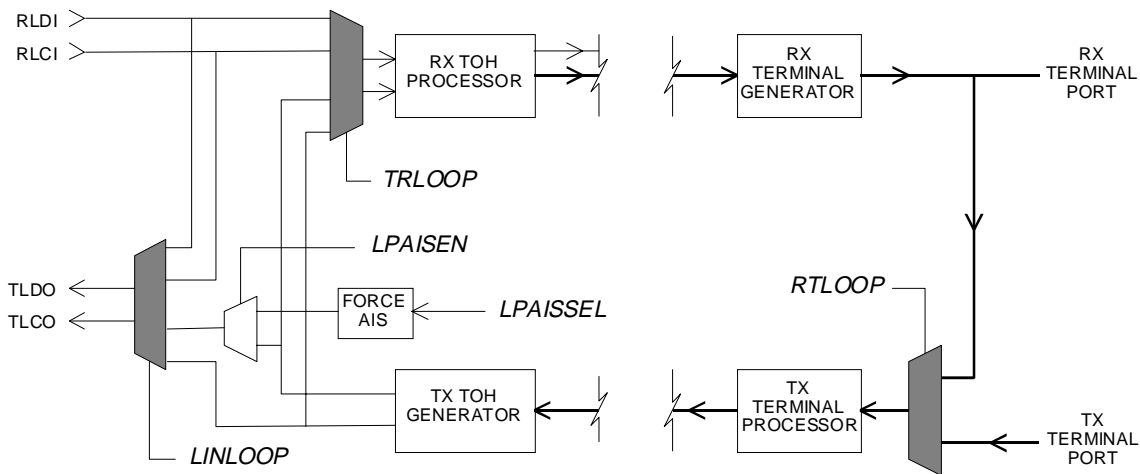 RLDI
RLCI
RX TOH
PROCESSOR
RX
TERMINAL
GENERATOR
RX
TERMINAL
PORT
TRLOOP
LPAISEN
TLDO
TLCO
FORCE
AIS
LPAISSEL
RTLOOP
TX TOH
GENERATOR
TX
TERMINAL
PROCESSOR
TX
TERMINAL
PORT
LINLOOP